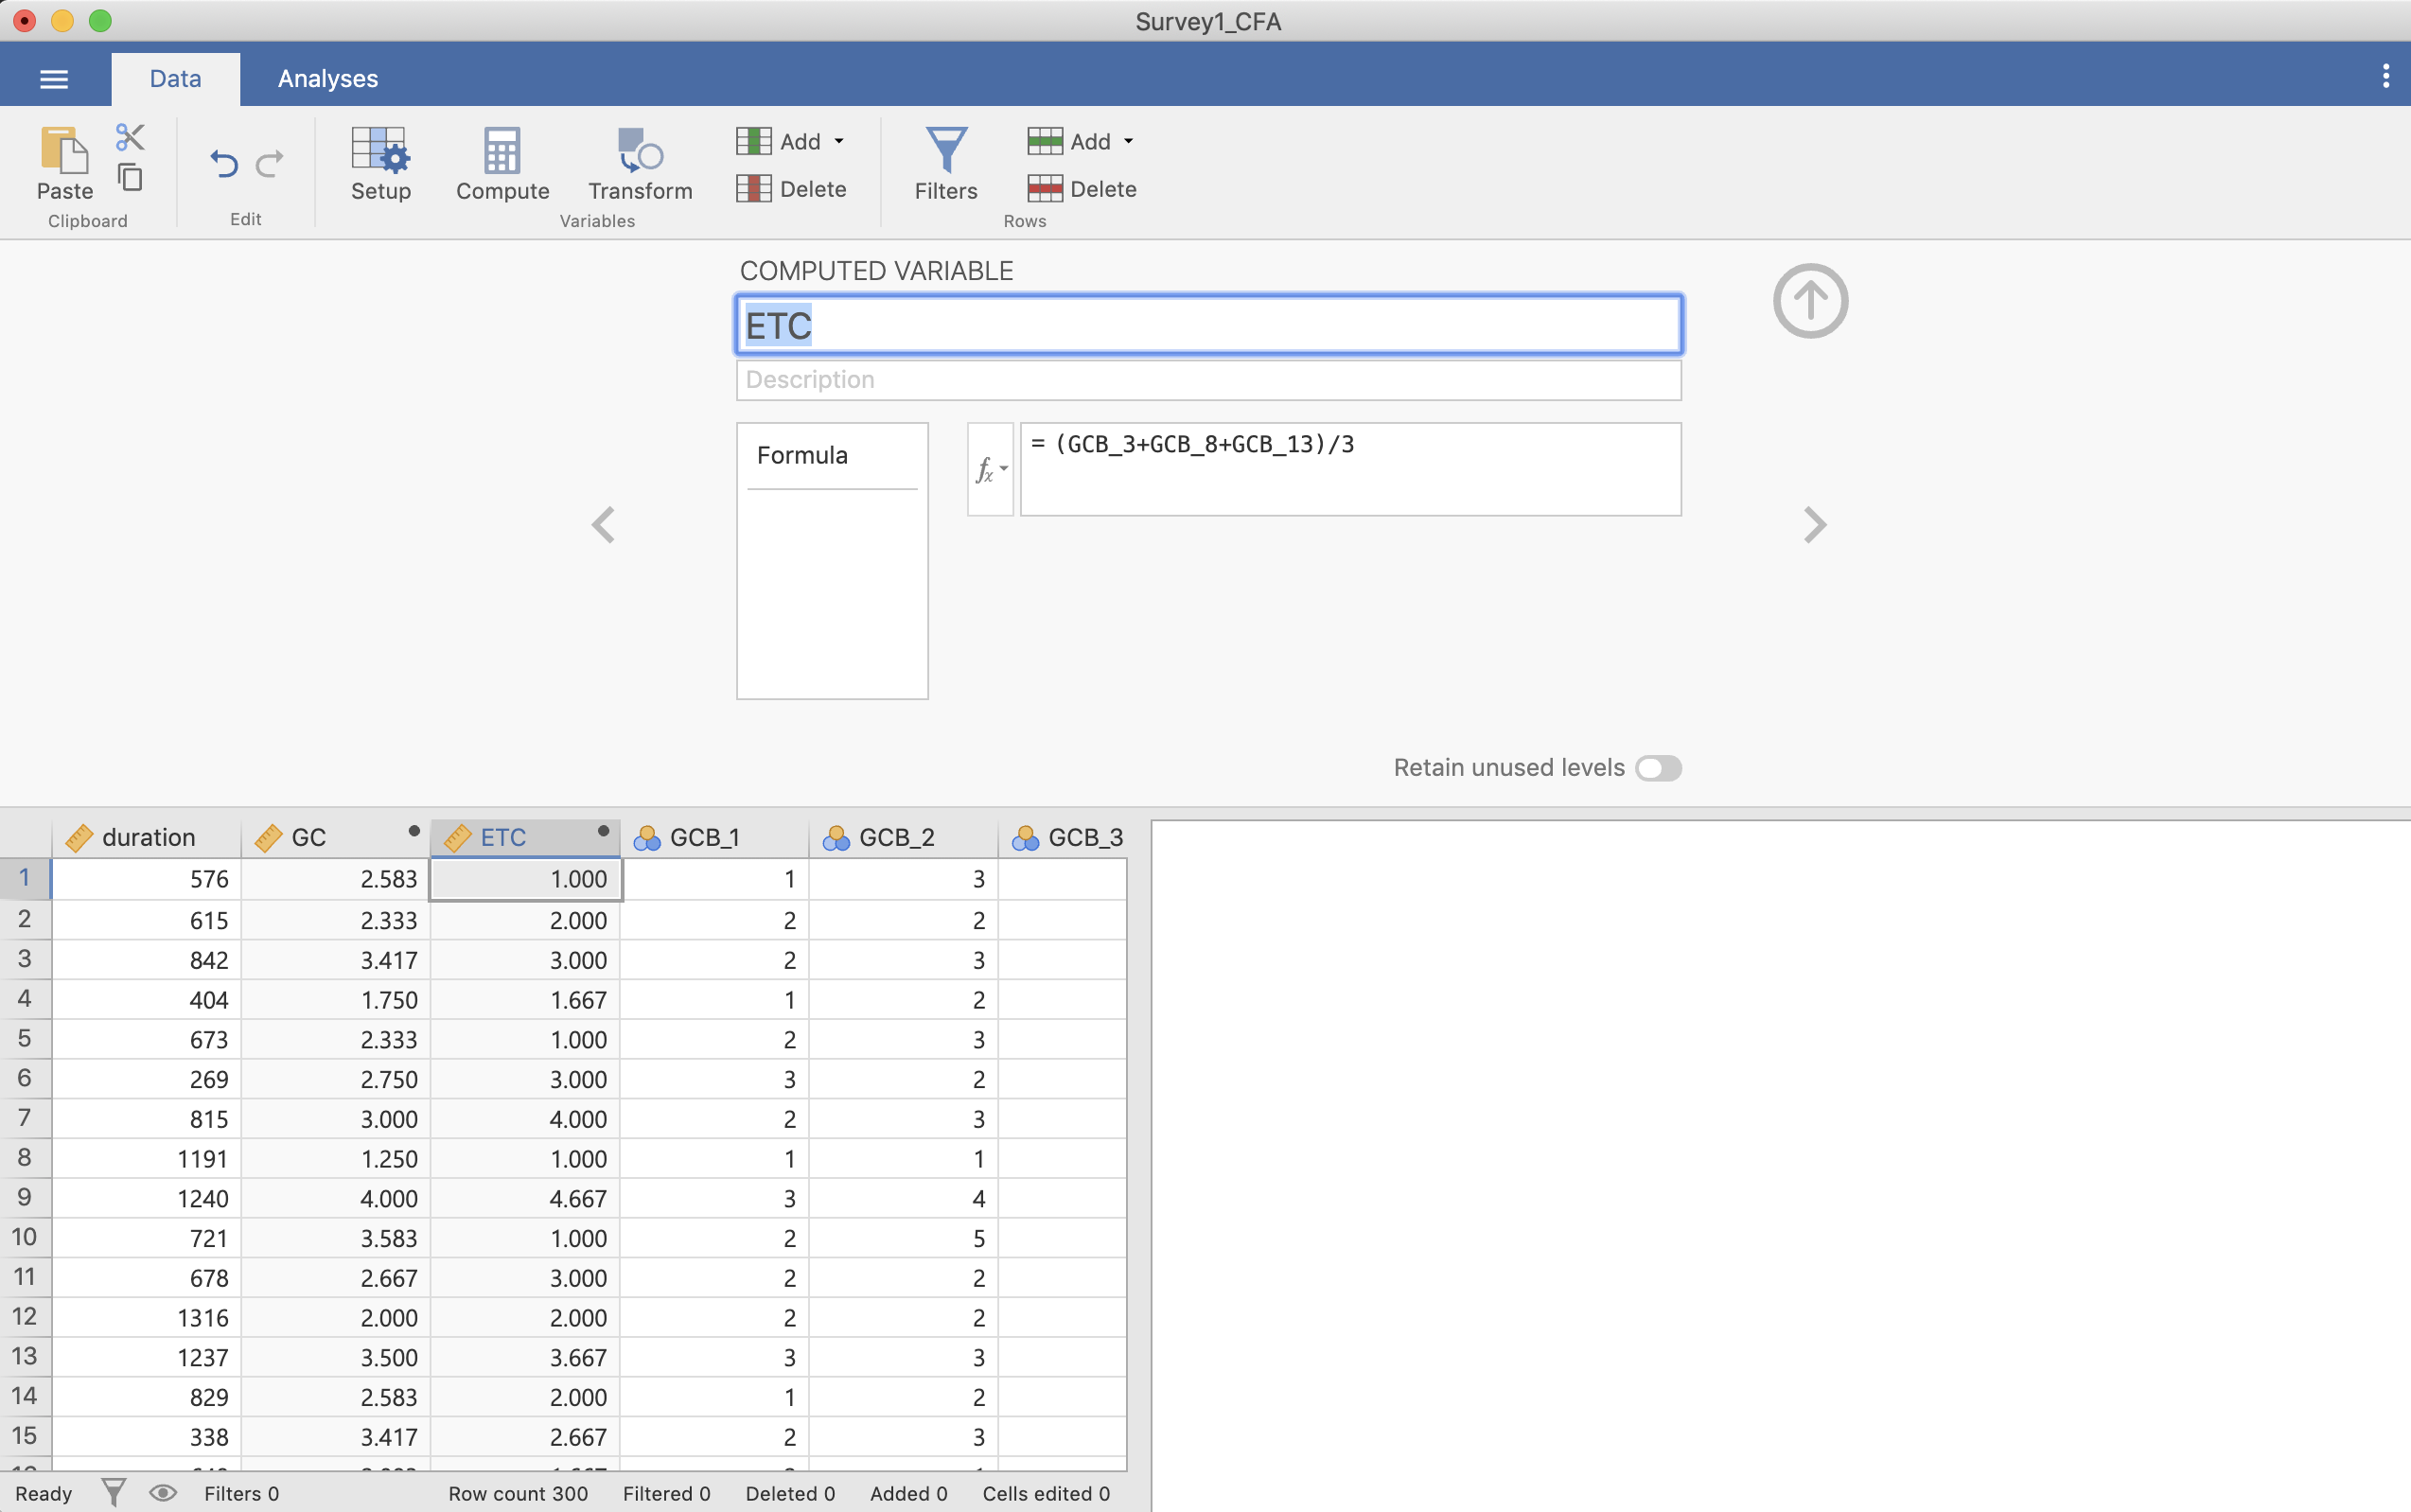 Survey1_CFA
Data Analyses
Paste
Clipboard
Edit
Setup Compute Transform
Add
Delete
Variables
Filters
Add
Delete
Rows
COMPUTED VARIABLE
ETC
Description
Formula
fx
= (GCB_3+GCB_8+GCB_13)/3
Retain unused levels
duration GC ETC GCB_1 GCB_2 GCB_3
1 576 2.583 1.000 1 3
2 615 2.333 2.000 2 2
3 842 3.417 3.000 2 3
4 404 1.750 1.667 1 2
5 673 2.333 1.000 2 3
6 269 2.750 3.000 3 2
7 815 3.000 4.000 2 3
8 1191 1.250 1.000 1 1
9 1240 4.000 4.667 3 4
10 721 3.583 1.000 2 5
11 678 2.667 3.000 2 2
12 1316 2.000 2.000 2 2
13 1237 3.500 3.667 3 3
14 829 2.583 2.000 1 2
15 338 3.417 2.667 2 3
Ready Filters 0 Row count 300 Filtered 0 Deleted 0 Added 0 Cells edited 0